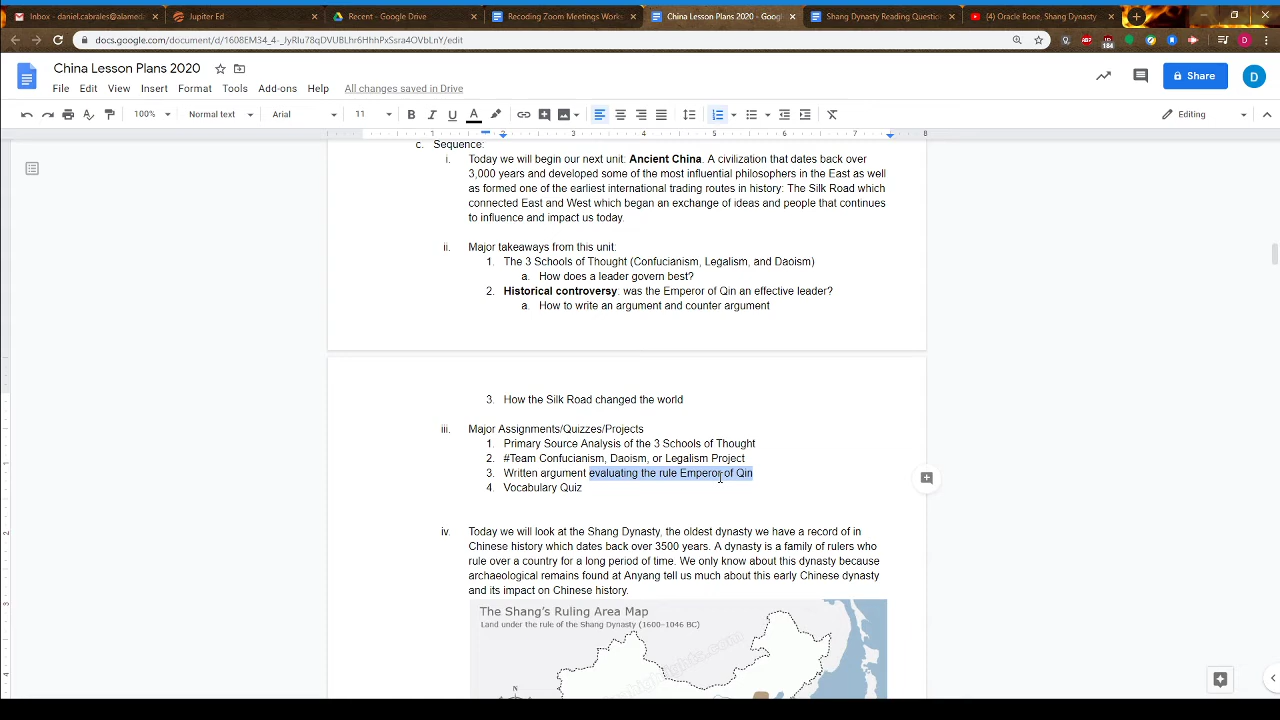 Inbox - daniel.cabrales@alamed
Jupiter Ed
Recent - Google Drive
Recoding Zoom Meetings Works
China Lesson Plans 2020 - Goog
Shang Dynasty Reading Questio
(4) Oracle Bone, Shang Dynasty
docs.google.com/document/d/1608EM34_4-_JyRlu78qDVUBLhr6HhhPxSsra4OVbLnY/edit
184
China Lesson Plans 2020
File Edit View Insert Format Tools Add-ons Help All changes saved in Drive
Share
D
100% Normal text Arial 11 Editing
1 2 3 4 5 6 7 8
c. Sequence:
i. Today we will begin our next unit: Ancient China. A civilization that dates back over
3,000 years and developed some of the most influential philosophers in the East as well
as formed one of the earliest international trading routes in history: The Silk Road which
connected East and West which began an exchange of ideas and people that continues
to influence and impact us today.
ii. Major takeaways from this unit:
1. The 3 Schools of Thought (Confucianism, Legalism, and Daoism)
a. How does a leader govern best?
2. Historical controversy: was the Emperor of Qin an effective leader?
a. How to write an argument and counter argument
3. How the Silk Road changed the world
iii. Major Assignments/Quizzes/Projects
1. Primary Source Analysis of the 3 Schools of Thought
2. #Team Confucianism, Daoism, or Legalism Project
3. Written argument evaluating the rule Emperor of Qin
4. Vocabulary Quiz
iv. Today we will look at the Shang Dynasty, the oldest dynasty we have a record of in
Chinese history which dates back over 3500 years. A dynasty is a family of rulers who
rule over a country for a long period of time. We only know about this dynasty because
archaeological remains found at Anyang tell us much about this early Chinese dynasty
and its impact on Chinese history.
The Shang's Ruling Area Map
Land under the rule of the Shang Dynasty (1600-1046 BC)
N